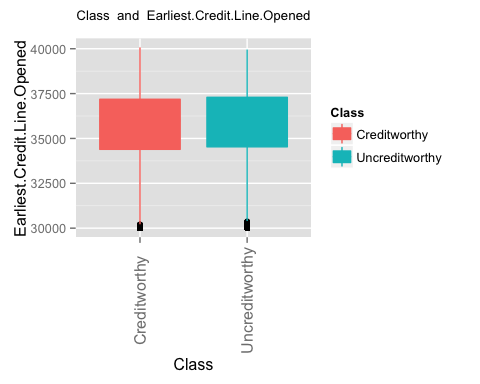 Class and Earliest.Credit.Line.Opened
Earliest.Credit.Line.Opened
40000
37500
35000
32500
30000
Creditworthy
Uncreditworthy
Class
Class
Creditworthy
Uncreditworthy